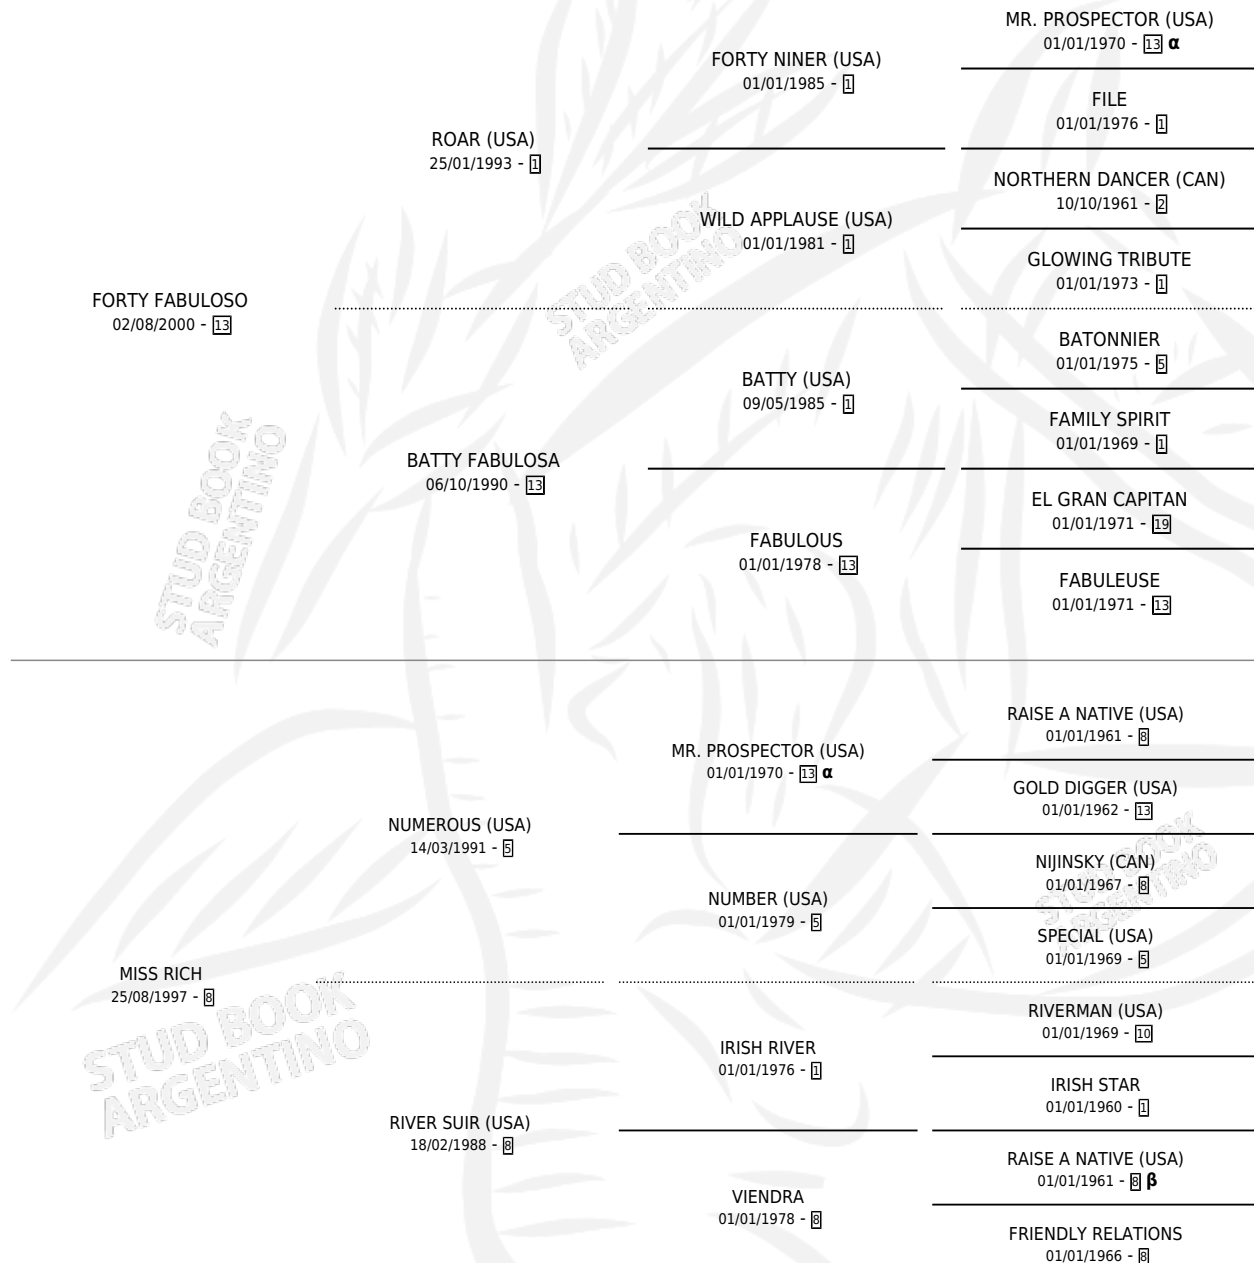 MR. PROSPECTOR (USA)
01/01/1970 - 13 α
FORTY NINER (USA)
01/01/1985 - 1
FILE
01/01/1976 - 1
ROAR (USA)
25/01/1993 - 1
NORTHERN DANCER (CAN)
10/10/1961 - 2
WILD APPLAUSE (USA)
01/01/1981 - 1
GLOWING TRIBUTE
01/01/1973 - 1
FORTY FABULOSO
02/08/2000 - 13
BATONNIER
01/01/1975 - 5
BATTY (USA)
09/05/1985 - 1
FAMILY SPIRIT
01/01/1969 - 1
BATTY FABULOSA
06/10/1990 - 13
EL GRAN CAPITAN
01/01/1971 - 19
FABULOUS
01/01/1978 - 13
FABULEUSE
01/01/1971 - 13
RAISE A NATIVE (USA)
01/01/1961 - 8
MR. PROSPECTOR (USA)
01/01/1970 - 13 α
GOLD DIGGER (USA)
01/01/1962 - 13
NUMEROUS (USA)
14/03/1991 - 5
NIJINSKY (CAN)
01/01/1967 - 8
NUMBER (USA)
01/01/1979 - 5
SPECIAL (USA)
01/01/1969 - 5
MISS RICH
25/08/1997 - 8
RIVERMAN (USA)
01/01/1969 - 10
IRISH RIVER
01/01/1976 - 1
IRISH STAR
01/01/1960 - 1
RIVER SUIR (USA)
18/02/1988 - 8
RAISE A NATIVE (USA)
01/01/1961 - 8 β
VIENDRA
01/01/1978 - 8
FRIENDLY RELATIONS
01/01/1966 - 8
STUD BOOK
ARGENTINO
STUD BOOK
ARGENTINO
STUD BOOK
ARGENTINO
STUD BOOK
ARGENTINO